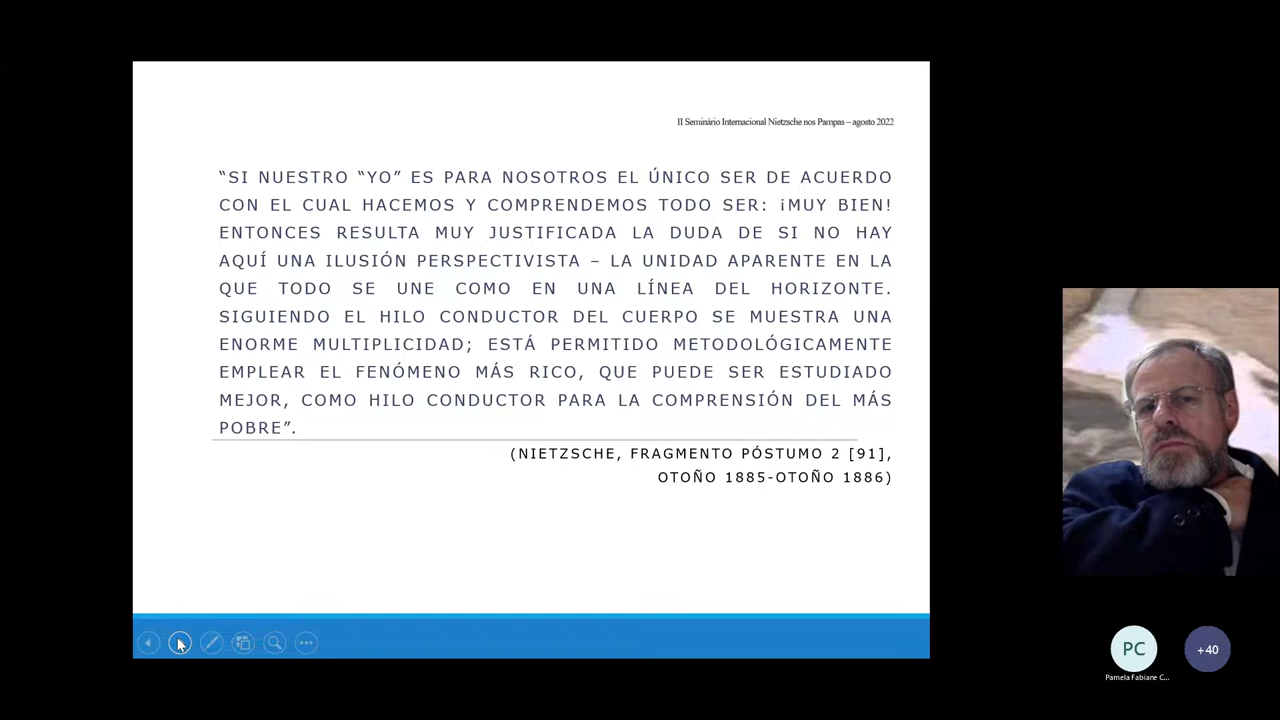 II Seminário Internacional Nietzsche nos Pampas – agosto 2022
“SI NUESTRO “YO” ES PARA NOSOTROS EL ÚNICO SER DE ACUERDO
CON EL CUAL HACEMOS Y COMPRENDEMOS TODO SER: ¡MUY BIEN!
ENTONCES RESULTA MUY JUSTIFICADA LA DUDA DE SI NO HAY
AQUÍ UNA ILUSIÓN PERSPECTIVISTA – LA UNIDAD APARENTE EN LA
QUE TODO SE UNE COMO EN UNA LÍNEA DEL HORIZONTE.
SIGUIENDO EL HILO CONDUCTOR DEL CUERPO SE MUESTRA UNA
ENORME MULTIPLICIDAD; ESTÁ PERMITIDO METODOLÓGICAMENTE
EMPLEAR EL FENÓMENO MÁS RICO, QUE PUEDE SER ESTUDIADO
MEJOR, COMO HILO CONDUCTOR PARA LA COMPRENSIÓN DEL MÁS
POBRE”.
(NIETZSCHE, FRAGMENTO PÓSTUMO 2 [91],
OTOÑO 1885-OTOÑO 1886)
PC
+40
Pamela Fabiane C...